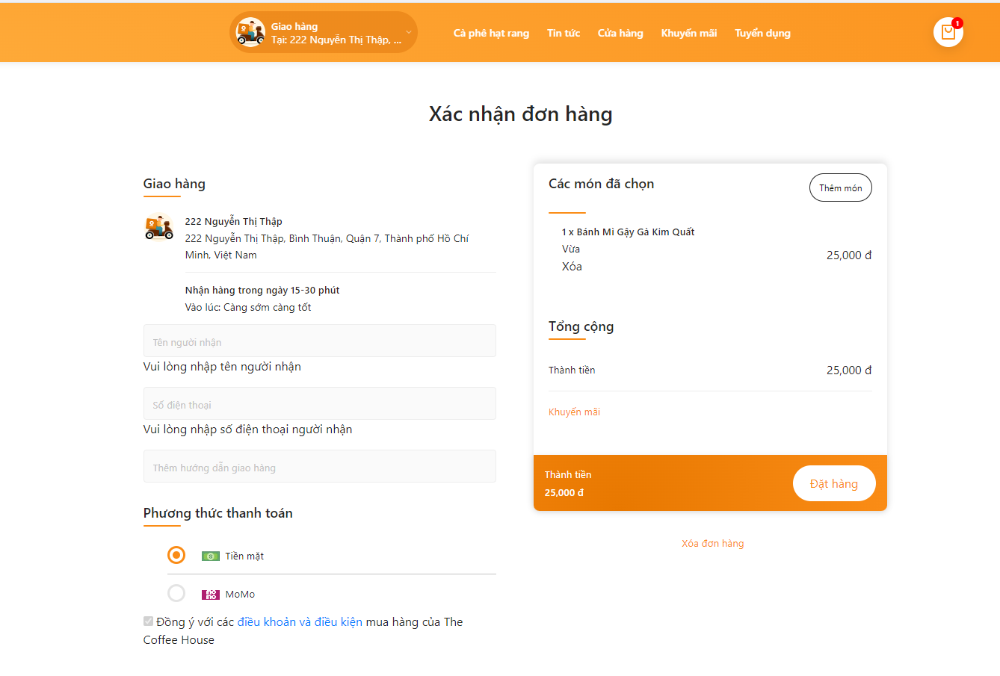 Giao hàng
Tại: 222 Nguyễn Thị Thập, ...
Cà phê hạt rang
Tin tức
Cửa hàng
Khuyến mãi
Tuyển dụng
1
Xác nhận đơn hàng
Giao hàng
222 Nguyễn Thị Thập
222 Nguyễn Thị Thập, Bình Thuận, Quận 7, Thành phố Hồ Chí
Minh, Việt Nam
Nhận hàng trong ngày 15-30 phút
Vào lúc: Càng sớm càng tốt
Tên người nhận
Vui lòng nhập tên người nhận
Số điện thoại
Vui lòng nhập số điện thoại người nhận
Thêm hướng dẫn giao hàng
Phương thức thanh toán
Tiền mặt
mo
mo
MoMo
Đồng ý với các điều khoản và điều kiện mua hàng của The
Coffee House
Các món đã chọn
Thêm món
1 x Bánh Mì Gậy Gà Kim Quất
Vừa
Xóa
25,000 đ
Tổng cộng
Thành tiền
25,000 đ
Khuyến mãi
Thành tiền
25,000 đ
Đặt hàng
Xóa đơn hàng